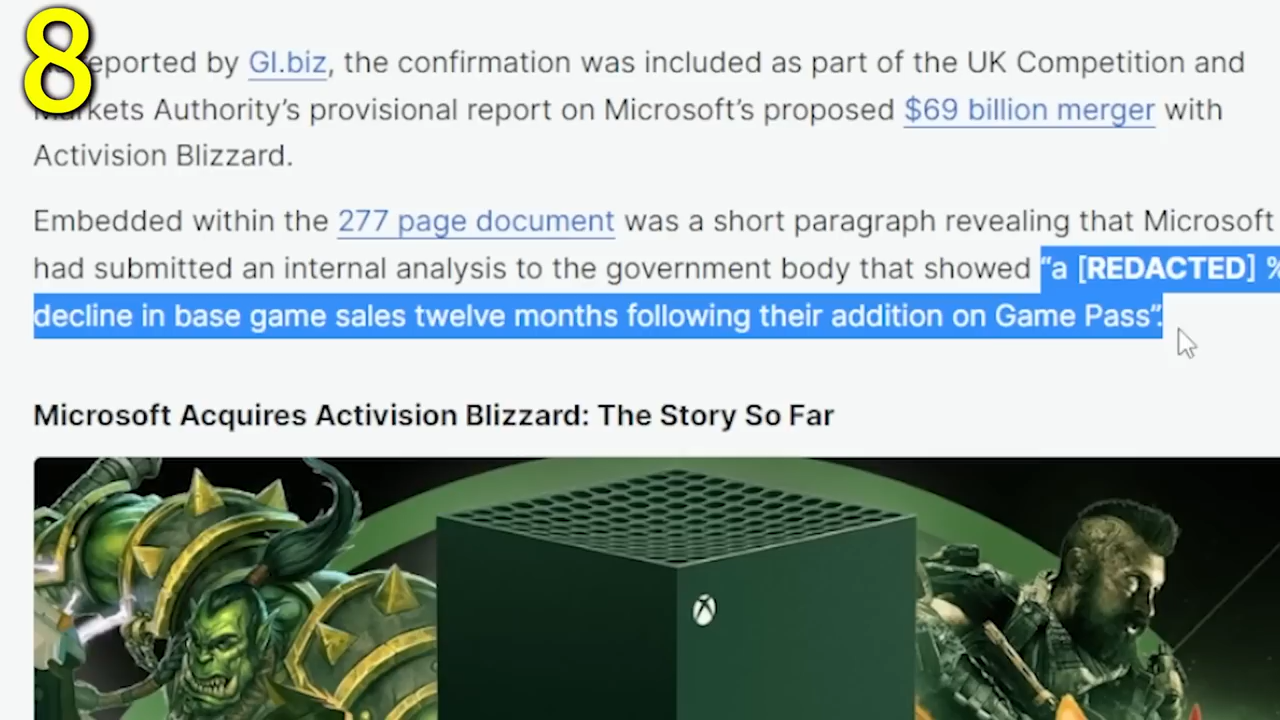 8
eported by GI.biz, the confirmation was included as part of the UK Competition and
Markets Authority's provisional report on Microsoft's proposed $69 billion merger with
Activision Blizzard.
Embedded within the 277 page document was a short paragraph revealing that Microsoft
had submitted an internal analysis to the government body that showed “a [REDACTED] %
decline in base game sales twelve months following their addition on Game Pass”.
Microsoft Acquires Activision Blizzard: The Story So Far